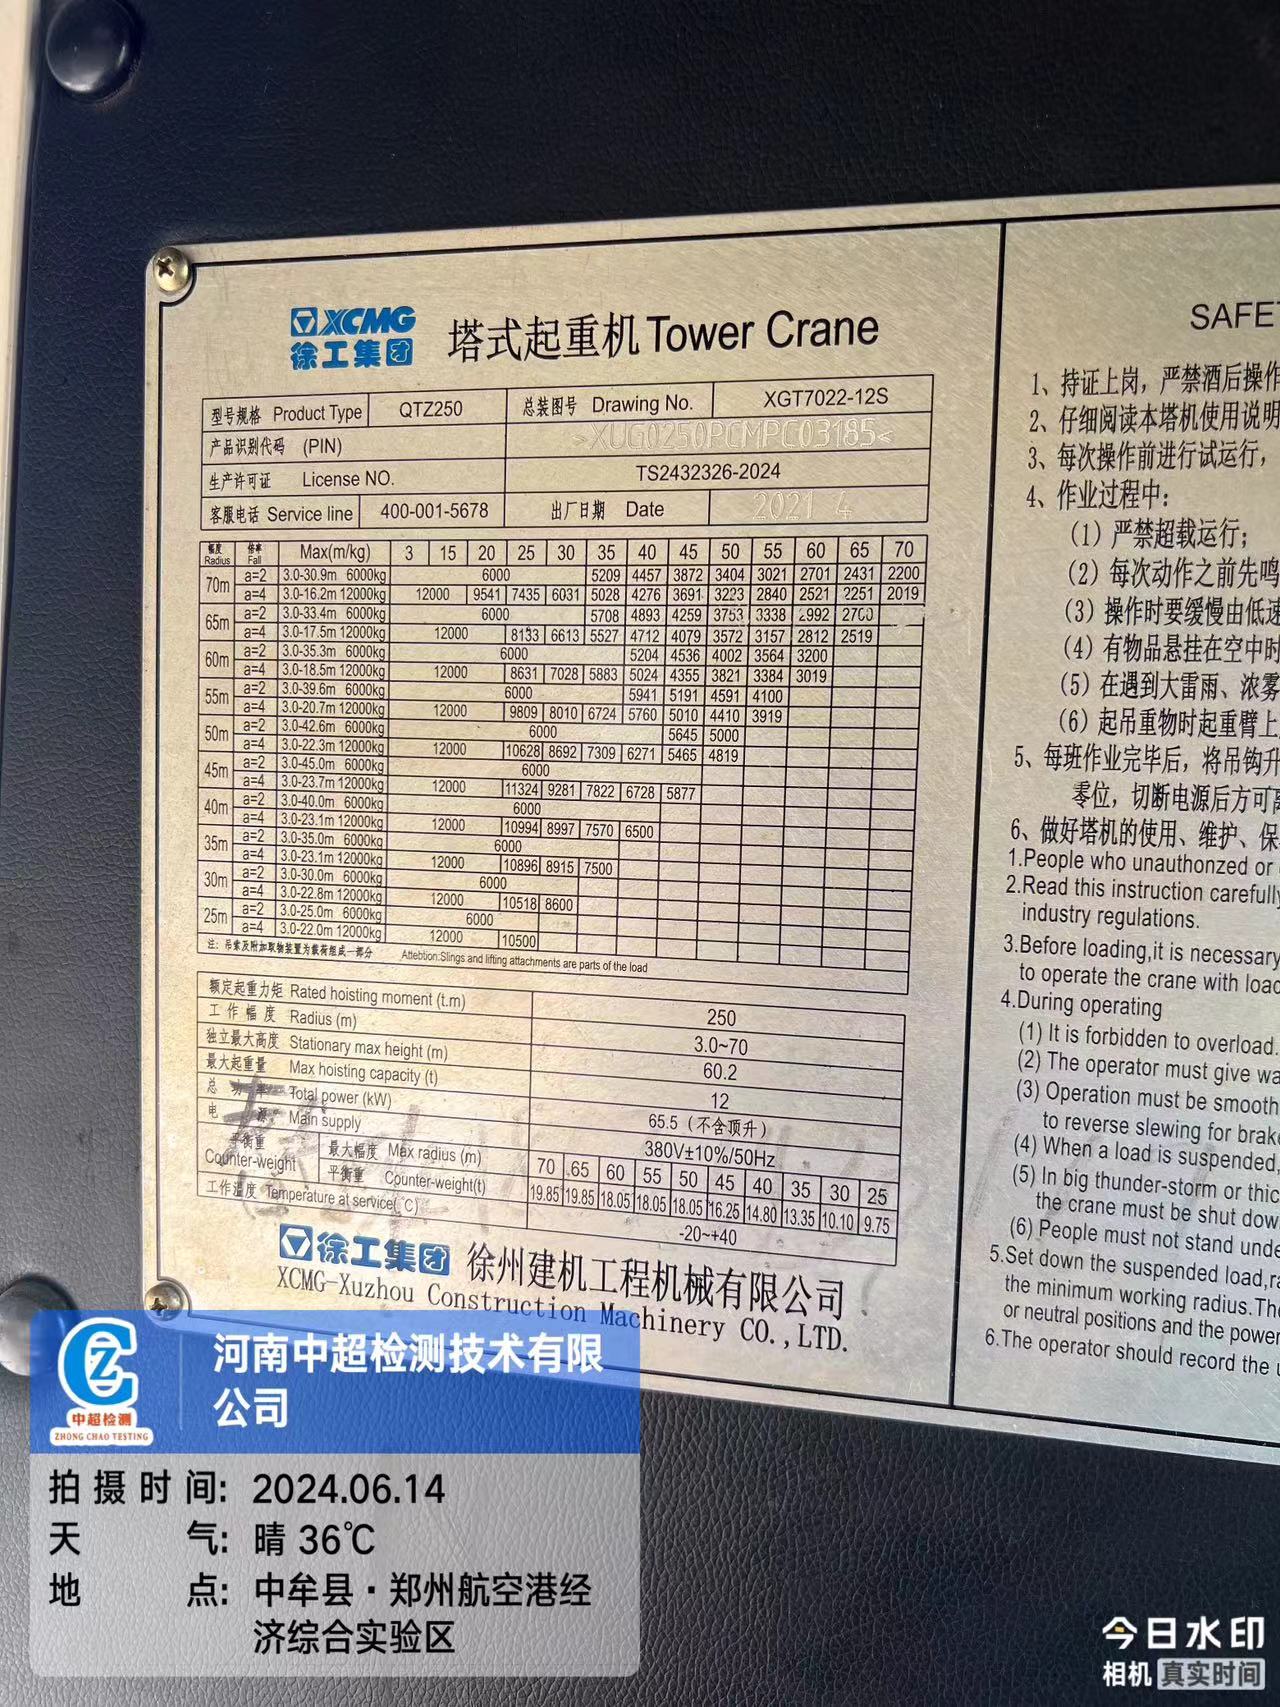 XCMG
徐工集团
塔式起重机 Tower Crane
型号规格 Product Type QTZ250 总装图号 Drawing No. XGT7022-12S
产品识别代码 (PIN) >XUG0250PCMPC03185<
生产许可证 License NO. TS2432326-2024
客服电话 Service line 400-001-5678 出厂日期 Date 2021 4
幅度 Radius 倍率 Fall Max(m/kg) 3 15 20 25 30 35 40 45 50 55 60 65 70
70m a=2 3.0-30.9m 6000kg 6000 5209 4457 3872 3404 3021 2701 2431 2200
a=4 3.0-16.2m 12000kg 12000 9541 7435 6031 5028 4276 3691 3223 2840 2521 2251 2019
65m a=2 3.0-33.4m 6000kg 6000 5708 4893 4259 3753 3338 2992 2700
a=4 3.0-17.5m 12000kg 12000 8133 6613 5527 4712 4079 3572 3157 2812 2519
60m a=2 3.0-35.3m 6000kg 6000 5204 4536 4002 3564 3200
a=4 3.0-18.5m 12000kg 12000 8631 7028 5883 5024 4355 3821 3384 3019
55m a=2 3.0-39.6m 6000kg 6000 5941 5191 4591 4100
a=4 3.0-20.7m 12000kg 12000 9809 8010 6724 5760 5010 4410 3919
50m a=2 3.0-42.6m 6000kg 6000 5645 5000
a=4 3.0-22.3m 12000kg 12000 10628 8692 7309 6271 5465 4819
45m a=2 3.0-45.0m 6000kg 6000
a=4 3.0-23.7m 12000kg 12000 11324 9281 7822 6728 5877
40m a=2 3.0-40.0m 6000kg 6000
a=4 3.0-23.1m 12000kg 12000 10994 8997 7570 6500
35m a=2 3.0-35.0m 6000kg 6000
a=4 3.0-23.1m 12000kg 12000 10896 8915 7500
30m a=2 3.0-30.0m 6000kg 6000
a=4 3.0-22.8m 12000kg 12000 10518 8600
25m a=2 3.0-25.0m 6000kg 6000
a=4 3.0-22.0m 12000kg 12000 10500
注：吊索及附加取物装置为载荷组成一部分 Attebtion:Slings and lifting attachments are parts of the load
额定起重力矩 Rated hoisting moment (t.m) 250
工作幅度 Radius (m) 3.0~70
独立最大高度 Stationary max height (m) 60.2
最大起重量 Max hoisting capacity (t) 12
总功率 Total power (kW) 65.5 (不含顶升)
电源 Main supply 380V±10%/50Hz
平衡重 Counter-weight 最大幅度 Max radius (m) 70 65 60 55 50 45 40 35 30 25
平衡重 Counter-weight(t) 19.85 19.85 18.05 18.05 18.05 16.25 14.80 13.35 10.10 9.75
工作温度 Temperature at service(℃) -20~+40
徐工集团 徐州建机工程机械有限公司
XCMG-Xuzhou Construction Machinery CO.,LTD.
SAFE
1、持证上岗，严禁酒后操作
2、仔细阅读本塔机使用说明
3、每次操作前进行试运行，
4、作业过程中：
(1) 严禁超载运行；
(2) 每次动作之前先鸣
(3) 操作时要缓慢由低速
(4) 有物品悬挂在空中时
(5) 在遇到大雷雨、浓雾
(6) 起吊重物时起重臂上
5、每班作业完毕后，将吊钩升
零位，切断电源后方可离
6、做好塔机的使用、维护、保
1.People who unauthonzed or
2.Read this instruction carefully
industry regulations.
3.Before loading,it is necessary
to operate the crane with load
4.During operating
(1) It is forbidden to overload.
(2) The operator must give wa
(3) Operation must be smooth
to reverse slewing for brake
(4) When a load is suspended,
(5) In big thunder-storm or thic
the crane must be shut dow
(6) People must not stand unde
5.Set down the suspended load,ra
the minimum working radius.The
or neutral positions and the power
6.The operator should record the u
中超检测
ZHONG CHAO TESTING
河南中超检测技术有限
公司
拍摄时间: 2024.06.14
天气: 晴 36℃
地点: 中牟县·郑州航空港经
济综合实验区
今日水印
相机 真实时间